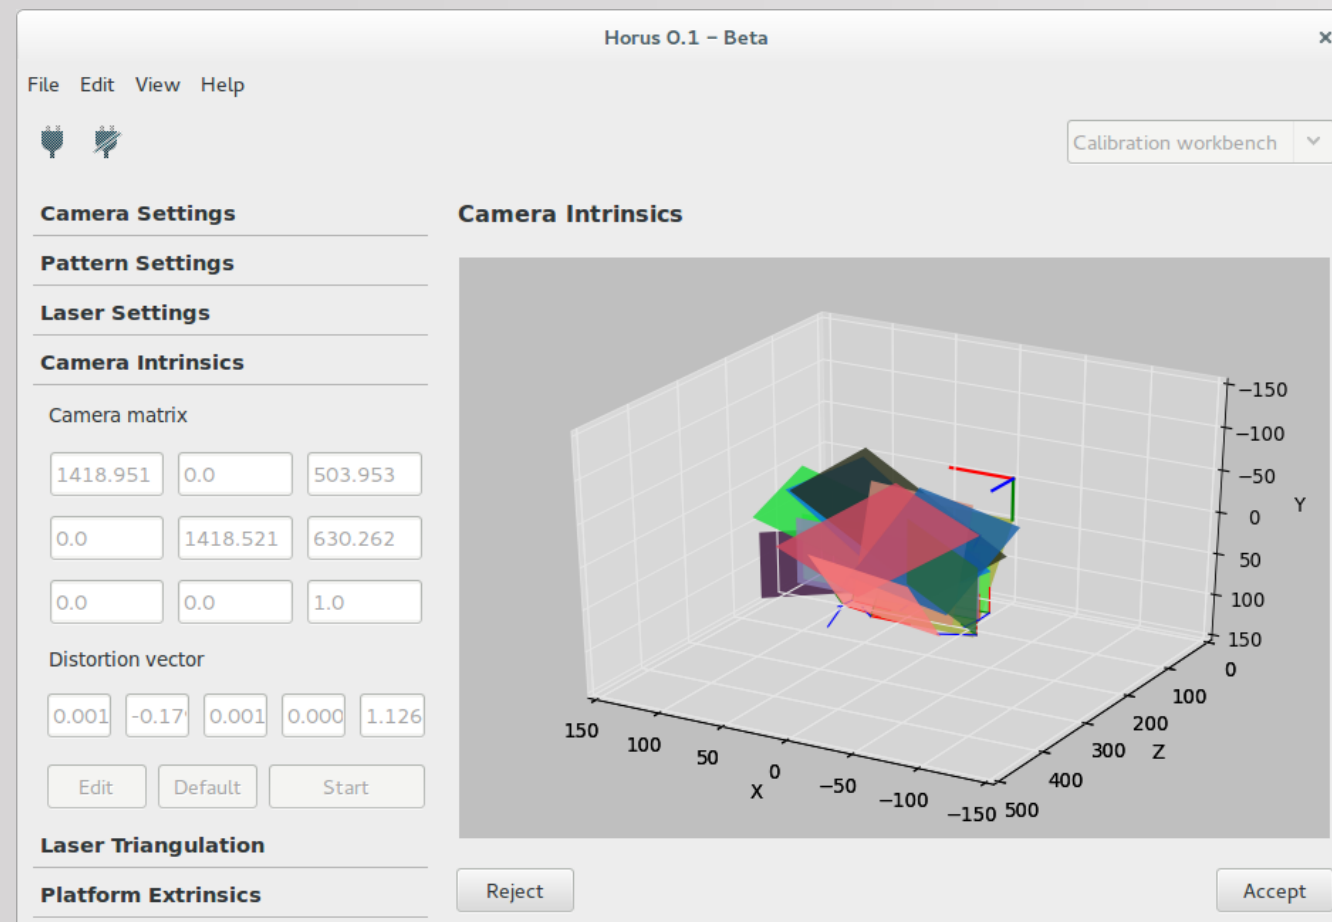 Horus 0.1 – Beta
File Edit View Help
Calibration workbench
Camera Settings
Pattern Settings
Laser Settings
Camera Intrinsics
Camera matrix
1418.951 0.0 503.953
0.0 1418.521 630.262
0.0 0.0 1.0
Distortion vector
0.001 -0.17 0.001 0.000 1.126
Edit Default Start
Laser Triangulation
Platform Extrinsics
Camera Intrinsics
−150
−100
−50
0
50
100
150
Y
0
100
200
300
400
500
Z
150
100
50
0
−50
−100
−150
X
Reject Accept